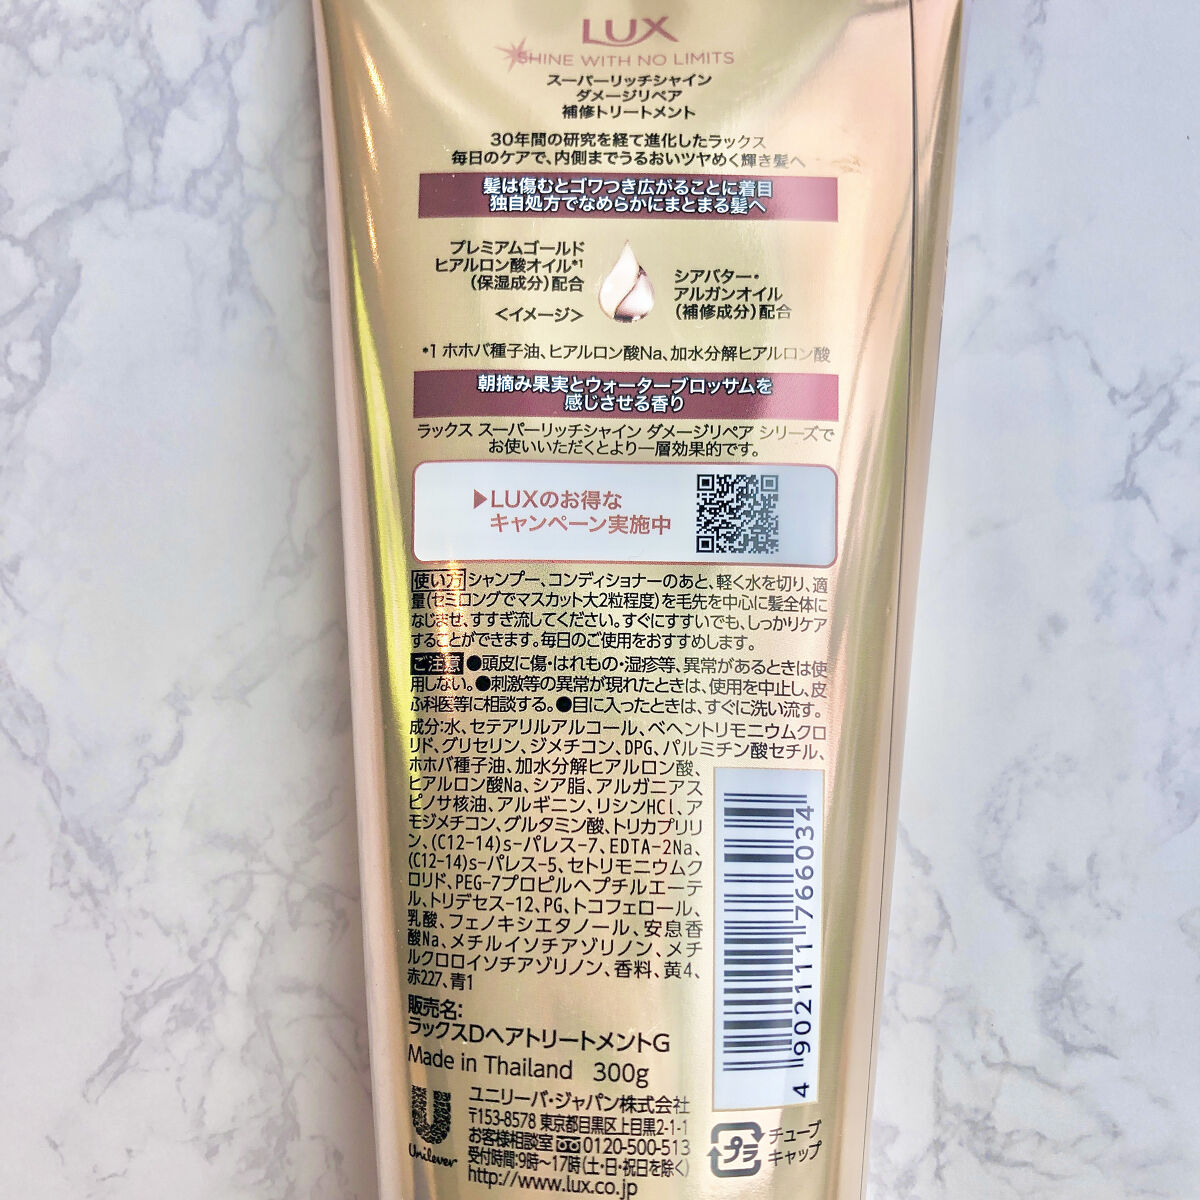 LUX
SHINE WITH NO LIMITS
スーパーリッチシャイン
ダメージリペア
補修トリートメント
30年間の研究を経て進化したラックス
毎日のケアで、内側までうるおいツヤめく輝き髪へ
髪は傷むとゴワつき広がることに着目
独自処方でなめらかにまとまる髪へ
プレミアムゴールド
ヒアルロン酸オイル*1
(保湿成分)配合
<イメージ>
シアバター・
アルガンオイル
(補修成分)配合
*1 ホホバ種子油、ヒアルロン酸Na、加水分解ヒアルロン酸
朝摘み果実とウォーターブロッサムを
感じさせる香り
ラックス スーパーリッチシャイン ダメージリペア シリーズで
お使いいただくとより一層効果的です。
▶LUXのお得な
キャンペーン実施中
使い方 シャンプー、コンディショナーのあと、軽く水を切り、適
量(セミロングでマスカット大2粒程度)を毛先を中心に髪全体に
なじませ、すすぎ流してください。すぐにすすいでも、しっかりケア
することができます。毎日のご使用をおすすめします。
ご注意 ●頭皮に傷・はれもの・湿疹等、異常があるときは使
用しない。●刺激等の異常が現れたときは、使用を中止し、皮
ふ科医等に相談する。●目に入ったときは、すぐに洗い流す。
成分:水、セテアリルアルコール、ベヘントリモニウムクロ
リド、グリセリン、ジメチコン、DPG、パルミチン酸セチル、
ホホバ種子油、加水分解ヒアルロン酸、
ヒアルロン酸Na、シア脂、アルガニアス
ピノサ核油、アルギニン、リシンHCl、ア
モジメチコン、グルタミン酸、トリカプリリ
ン、(C12-14)s-パレス-7、EDTA-2Na、
(C12-14)s-パレス-5、セトリモニウムク
ロリド、PEG-7プロピルヘプチルエーテ
ル、トリデセス-12、PG、トコフェロール、
乳酸、フェノキシエタノール、安息香
酸Na、メチルイソチアゾリノン、メチ
ルクロロイソチアゾリノン、香料、黄4、
赤227、青1
4 902111 766034
販売名:
ラックスDヘアトリートメントG
Made in Thailand 300g
Unilever
ユニリーバ・ジャパン株式会社
〒153-8578 東京都目黒区上目黒2-1-1
お客様相談室 0120-500-513
受付時間:9時~17時(土・日・祝日を除く)
http://www.lux.co.jp
プラ
チューブ
キャップ